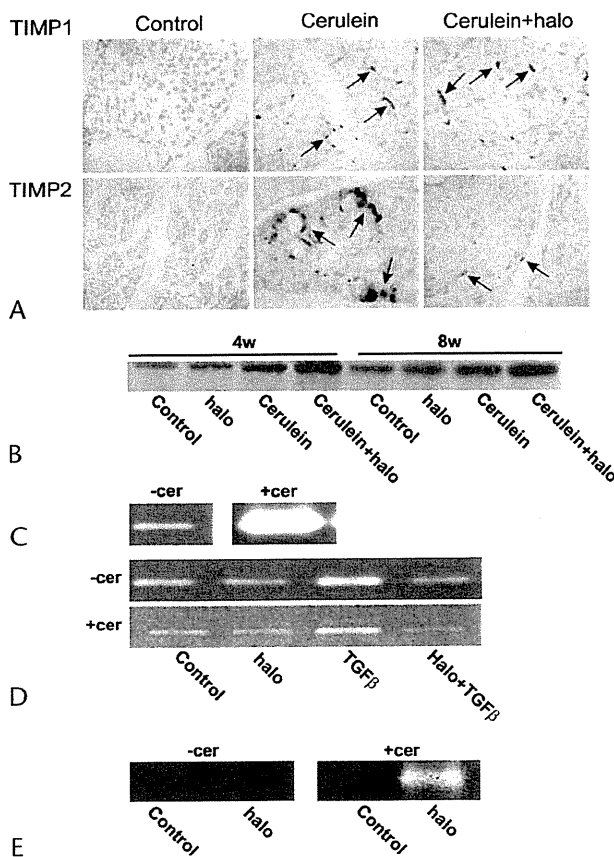 TIMP1 Control Cerulein Cerulein+halo
TIMP2
A
4w 8w
Control halo Cerulein Cerulein+halo Control halo Cerulein Cerulein+halo
B
-cer +cer
C
-cer
+cer
Control halo TGFβ Halo+TGFβ
D
-cer +cer
Control halo Control halo
E